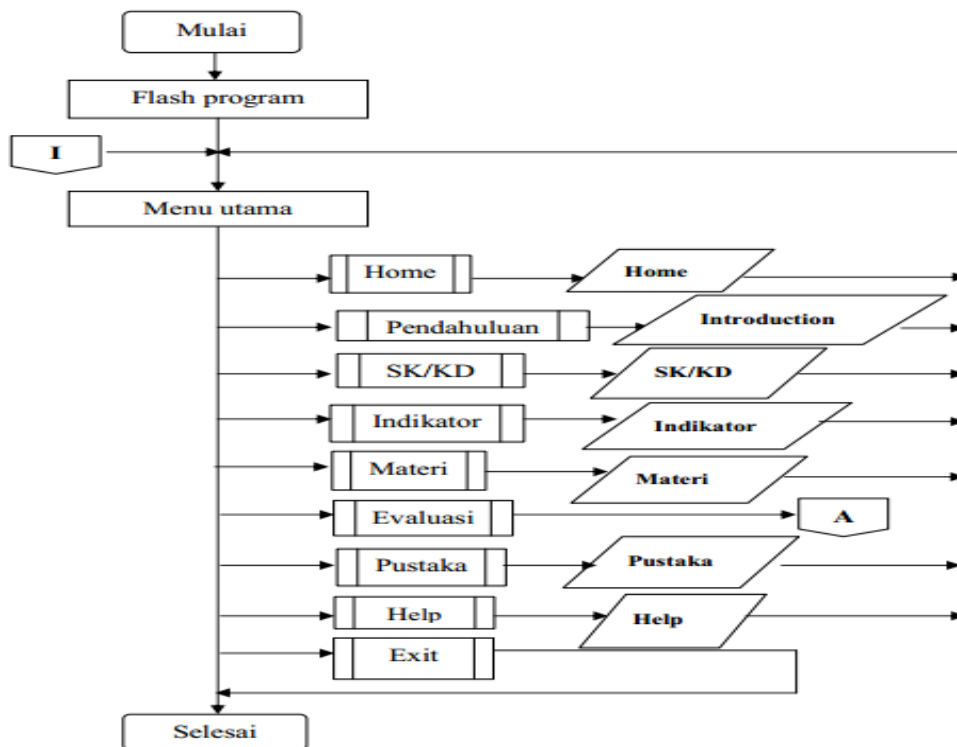 Mulai
Flash program
I
Menu utama
Home Home
Pendahuluan Introduction
SK/KD SK/KD
Indikator Indikator
Materi Materi
Evaluasi A
Pustaka Pustaka
Help Help
Exit
Selesai